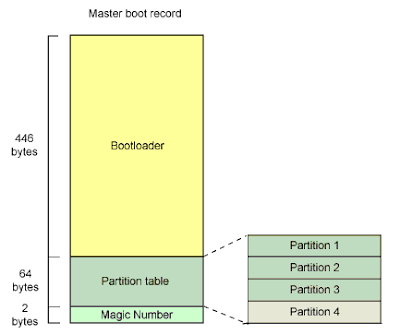 Master boot record
446
bytes
Bootloader
64
bytes
Partition table
2
bytes
Magic Number
Partition 1
Partition 2
Partition 3
Partition 4